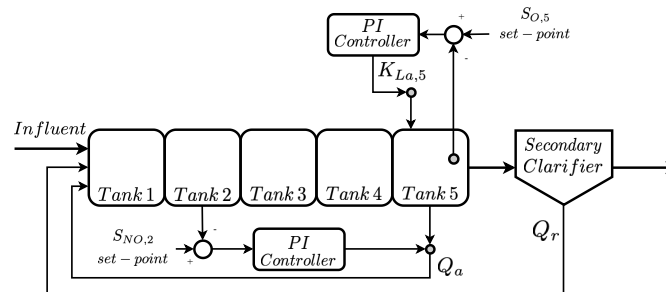 PI
Controller
+
S_{O,5}
set-point
-
K_{La,5}
Influent
Secondary
Clarifier
Tank 1
Tank 2
Tank 3
Tank 4
Tank 5
-
S_{NO,2}
set-point
+
PI
Controller
Q_a
Q_r